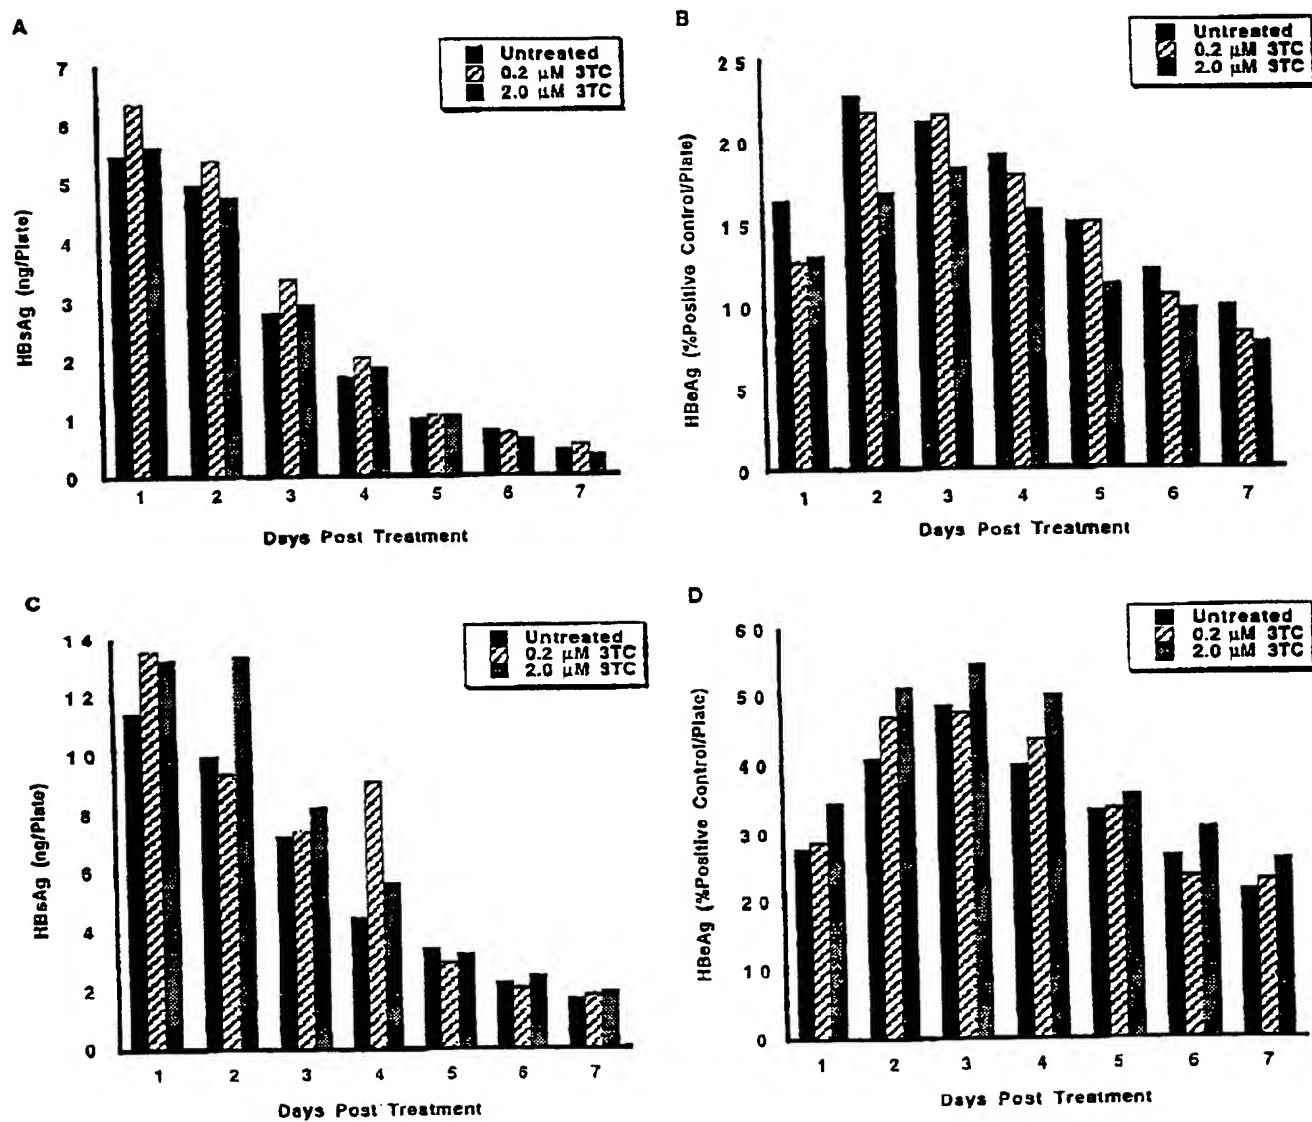 A
Untreated
0.2 μM 3TC
2.0 μM 3TC
7
6
5
4
3
2
1
0
HBsAg (ng/Plate)
1 2 3 4 5 6 7
Days Post Treatment
B
Untreated
0.2 μM 3TC
2.0 μM 3TC
25
20
15
10
5
0
HBeAg (%Positive Control/Plate)
1 2 3 4 5 6 7
Days Post Treatment
C
Untreated
0.2 μM 3TC
2.0 μM 3TC
14
12
10
8
6
4
2
0
HBsAg (ng/Plate)
1 2 3 4 5 6 7
Days Post Treatment
D
Untreated
0.2 μM 3TC
2.0 μM 3TC
60
50
40
30
20
10
0
HBeAg (%Positive Control/Plate)
1 2 3 4 5 6 7
Days Post Treatment